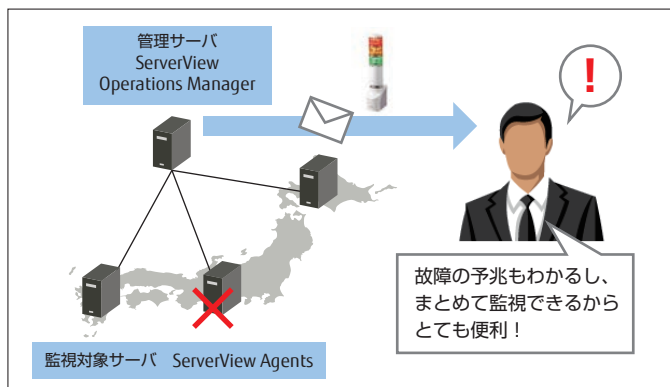 管理サーバ
ServerView
Operations Manager
!
故障の予兆もわかるし、
まとめて監視できるから
とても便利！
監視対象サーバ　ServerView Agents